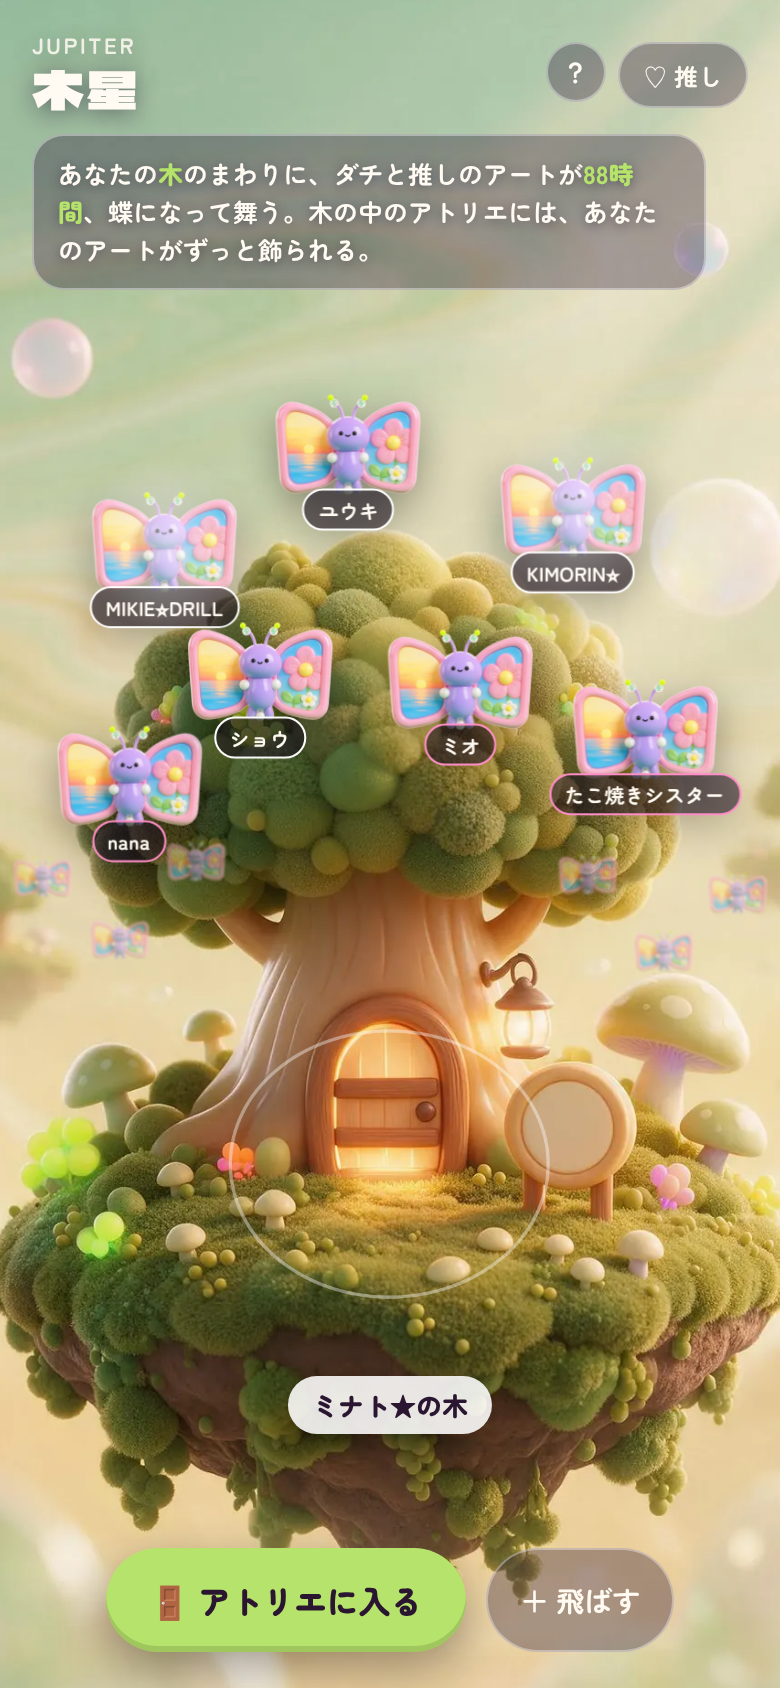 JUPITER
木星
?
♡ 推し
あなたの木のまわりに、ダチと推しのアートが88時
間、蝶になって舞う。木の中のアトリエには、あなた
のアートがずっと飾られる。
ユウキ
KIMORIN★
MIKIE★DRILL
ショウ
ミオ
たこ焼きシスター
nana
ミナト★の木
🚪 アトリエに入る
＋ 飛ばす